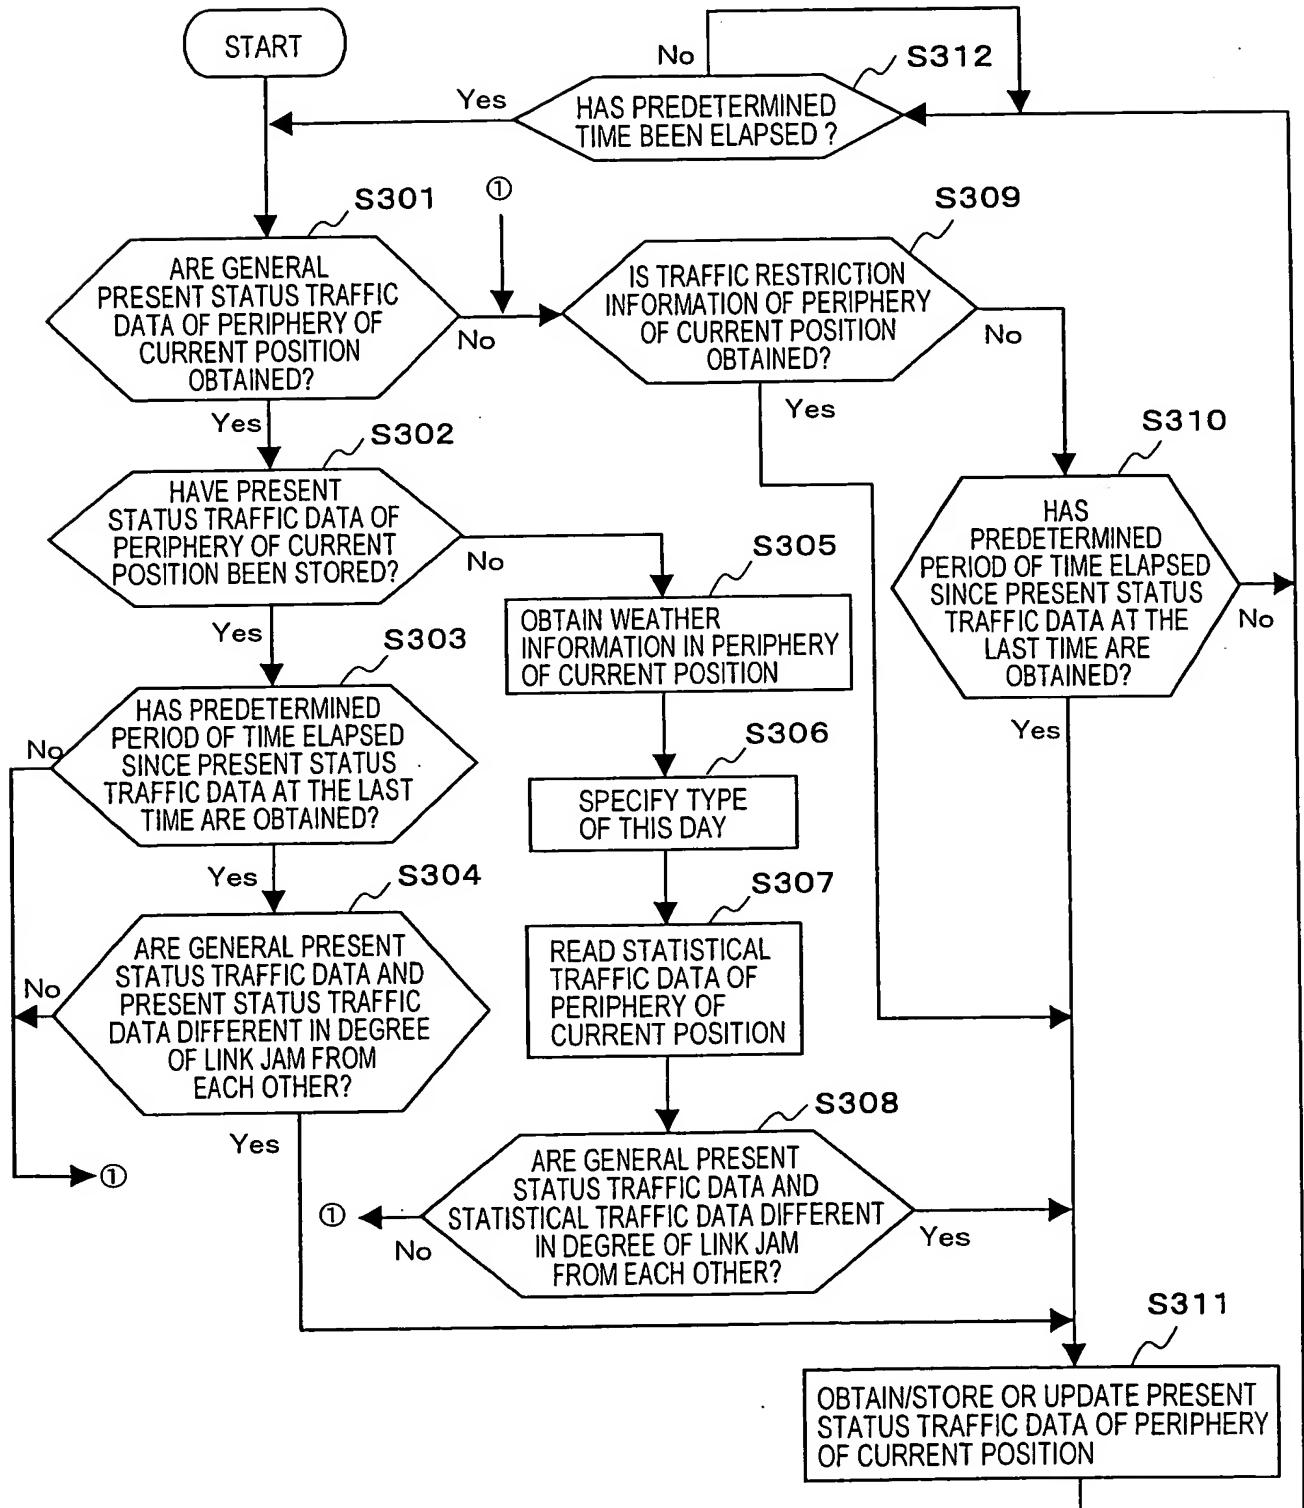 START
No
S312
Yes
HAS PREDETERMINED
TIME BEEN ELAPSED ?
S301
①
S309
ARE GENERAL
PRESENT STATUS TRAFFIC
DATA OF PERIPHERY OF
CURRENT POSITION
OBTAINED?
No
IS TRAFFIC RESTRICTION
INFORMATION OF PERIPHERY
OF CURRENT POSITION
OBTAINED?
No
Yes
Yes
S302
S310
HAVE PRESENT
STATUS TRAFFIC DATA OF
PERIPHERY OF CURRENT
POSITION BEEN STORED?
No
S305
HAS
PREDETERMINED
PERIOD OF TIME ELAPSED
SINCE PRESENT STATUS
TRAFFIC DATA AT THE
LAST TIME ARE
OBTAINED?
No
Yes
Yes
S303
OBTAIN WEATHER
INFORMATION IN PERIPHERY
OF CURRENT POSITION
No
HAS PREDETERMINED
PERIOD OF TIME ELAPSED
SINCE PRESENT STATUS
TRAFFIC DATA AT THE LAST
TIME ARE OBTAINED?
S306
SPECIFY TYPE
OF THIS DAY
Yes
S304
S307
No
ARE GENERAL PRESENT
STATUS TRAFFIC DATA AND
PRESENT STATUS TRAFFIC
DATA DIFFERENT IN DEGREE
OF LINK JAM FROM
EACH OTHER?
READ STATISTICAL
TRAFFIC DATA OF
PERIPHERY OF
CURRENT POSITION
Yes
①
S308
①
No
ARE GENERAL PRESENT
STATUS TRAFFIC DATA AND
STATISTICAL TRAFFIC DATA DIFFERENT
IN DEGREE OF LINK JAM
FROM EACH OTHER?
Yes
S311
OBTAIN/STORE OR UPDATE PRESENT
STATUS TRAFFIC DATA OF PERIPHERY
OF CURRENT POSITION